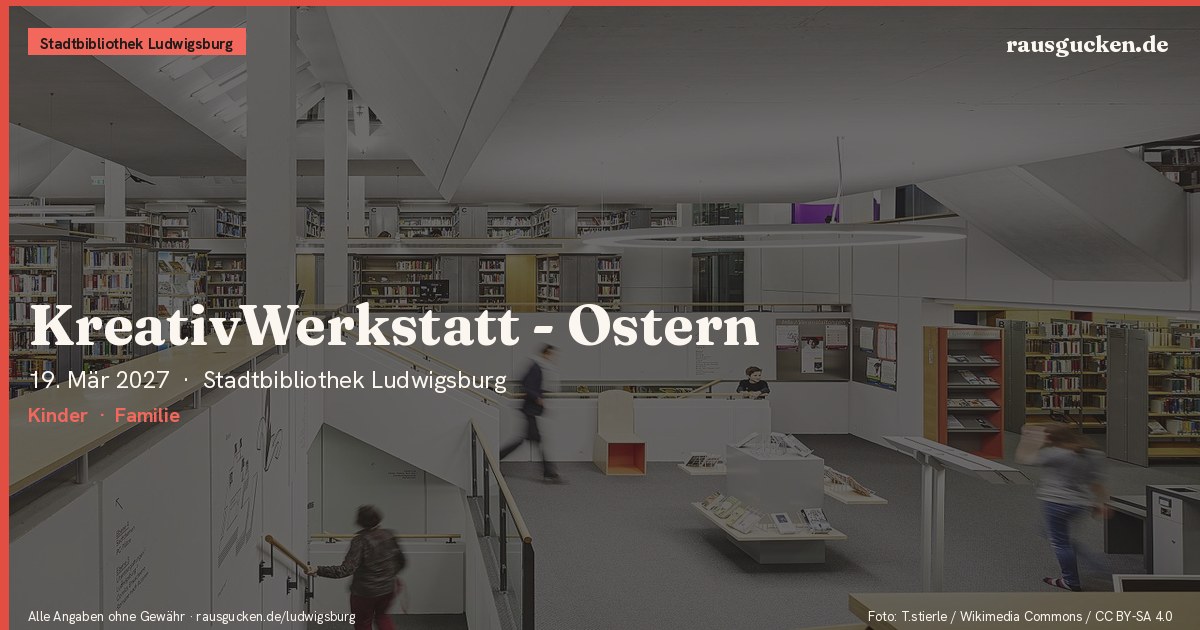 Stadtbibliothek Ludwigsburg
rausgucken.de
KreativWerkstatt - Ostern
19. Mär 2027 · Stadtbibliothek Ludwigsburg
Kinder · Familie
Alle Angaben ohne Gewähr · rausgucken.de/ludwigsburg
Foto: T.stierle / Wikimedia Commons / CC BY-SA 4.0